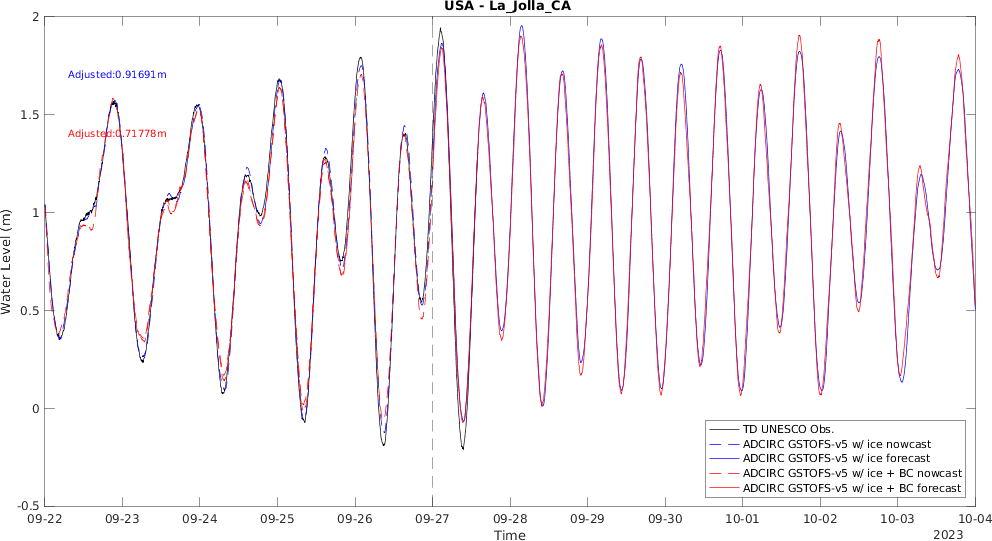 USA - La_Jolla_CA
2
1.5
1
0.5
0
-0.5
Water Level (m)
Adjusted:0.91691m
Adjusted:0.71778m
TD UNESCO Obs.
ADCIRC GSTOFS-v5 w/ ice nowcast
ADCIRC GSTOFS-v5 w/ ice forecast
ADCIRC GSTOFS-v5 w/ ice + BC nowcast
ADCIRC GSTOFS-v5 w/ ice + BC forecast
09-22 09-23 09-24 09-25 09-26 09-27 09-28 09-29 09-30 10-01 10-02 10-03 10-04
Time
2023